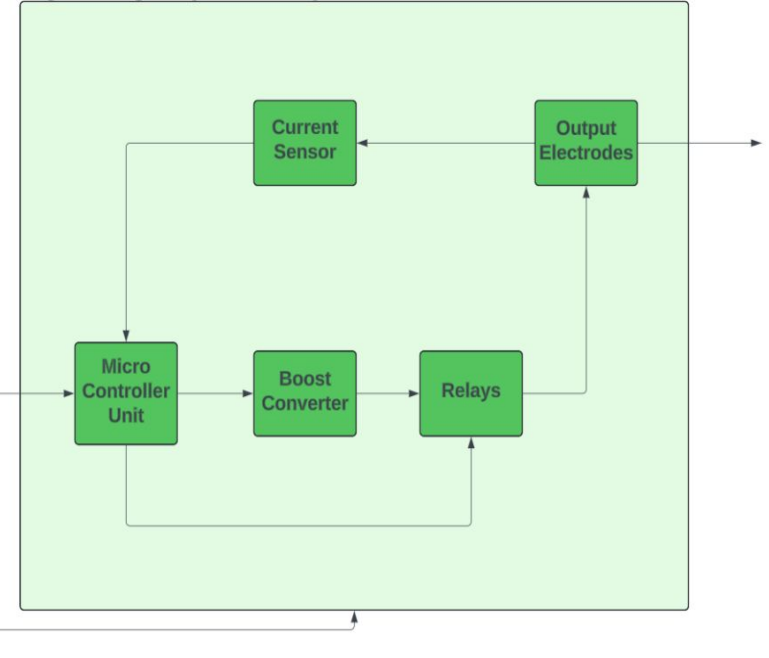 Current
Sensor
Output
Electrodes
Micro
Controller
Unit
Boost
Converter
Relays